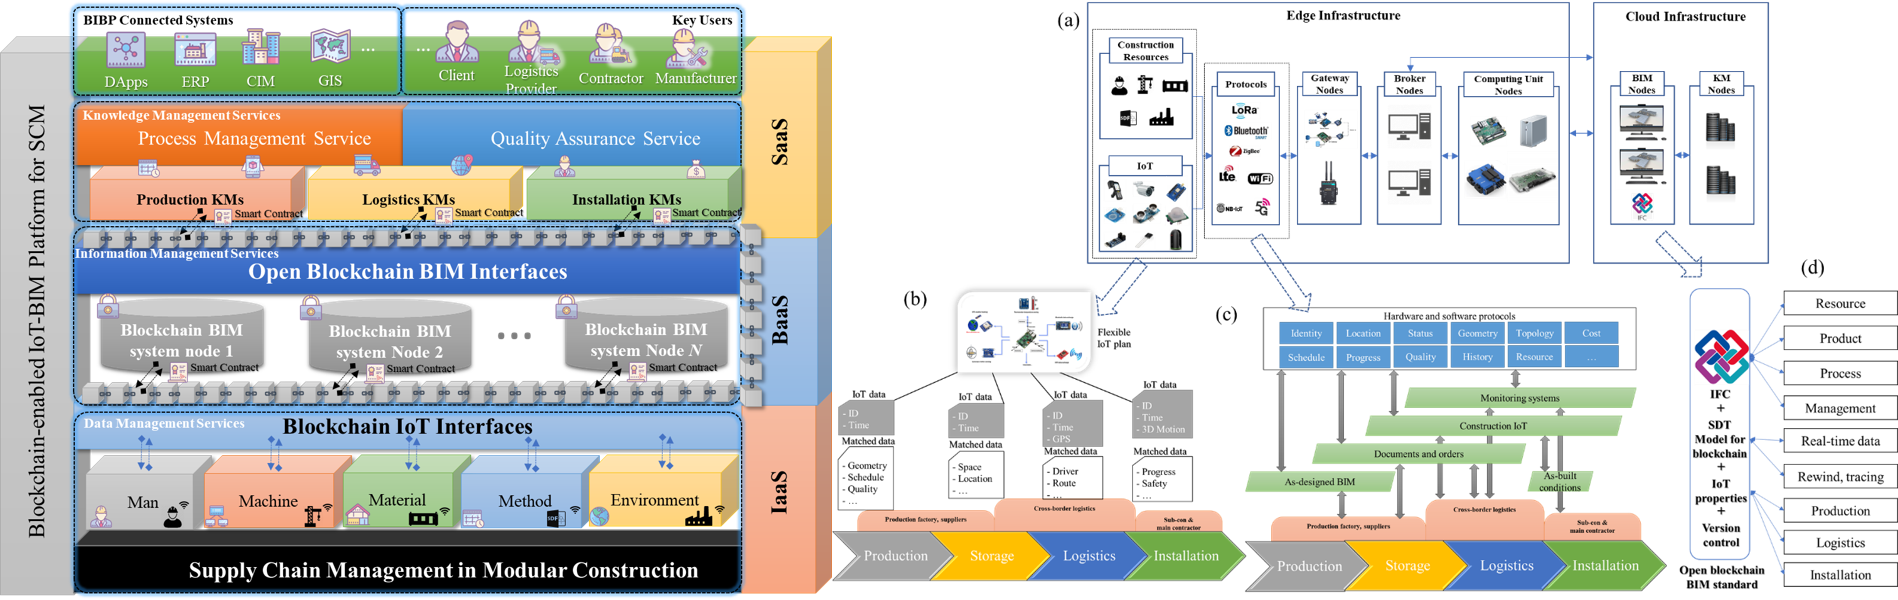 Blockchain-enabled IoT-BIM Platform for SCM
BIBP Connected Systems
DApps
ERP
CIM
GIS
...
Key Users
...
Client
Logistics
Provider
Contractor
Manufacturer
Knowledge Management Services
Process Management Service
Quality Assurance Service
Production KMs
Logistics KMs
Installation KMs
Smart Contract
Smart Contract
Smart Contract
SaaS
Information Management Services
Open Blockchain BIM Interfaces
Blockchain BIM
system node 1
Blockchain BIM
system Node 2
...
Blockchain BIM
system Node N
Smart Contract
Smart Contract
Smart Contract
BaaS
Data Management Services
Blockchain IoT Interfaces
Man
Machine
Material
Method
SDF
Environment
IaaS
Supply Chain Management in Modular Construction
(a)
Edge Infrastructure
Construction
Resources
SDF
IoT
Protocols
LoRa
Bluetooth
SMART
ZigBee
Lte
WiFi
NB-IoT
5G
Gateway
Nodes
Broker
Nodes
Computing Unit
Nodes
Cloud Infrastructure
BIM
Nodes
IFC
KM
Nodes
(b)
Flexible
IoT plan
IoT data
- ID
- Time
Matched data
- Geometry
- Schedule
- Quality
- ...
IoT data
- ID
- Time
Matched data
- Space
- Location
- ...
IoT data
- ID
- Time
- GPS
Matched data
- Driver
- Route
- ...
IoT data
- ID
- Time
- 3D Motion
Matched data
- Progress
- Safety
- ...
Production factory, suppliers
Cross-border logistics
Sub-con &
main contractor
Production
Storage
Logistics
Installation
(c)
Hardware and software protocols
Identity
Location
Status
Geometry
Topology
Cost
Schedule
Progress
Quality
History
Resource
...
Monitoring systems
Construction IoT
Documents and orders
As-designed BIM
As-built
conditions
Production factory, suppliers
Cross-border logistics
Sub-con &
main contractor
Production
Storage
Logistics
Installation
(d)
IFC
+
SDT
Model for
blockchain
+
IoT
properties
+
Version
control
Open blockchain
BIM standard
Resource
Product
Process
Management
Real-time data
Rewind, tracing
Production
Logistics
Installation